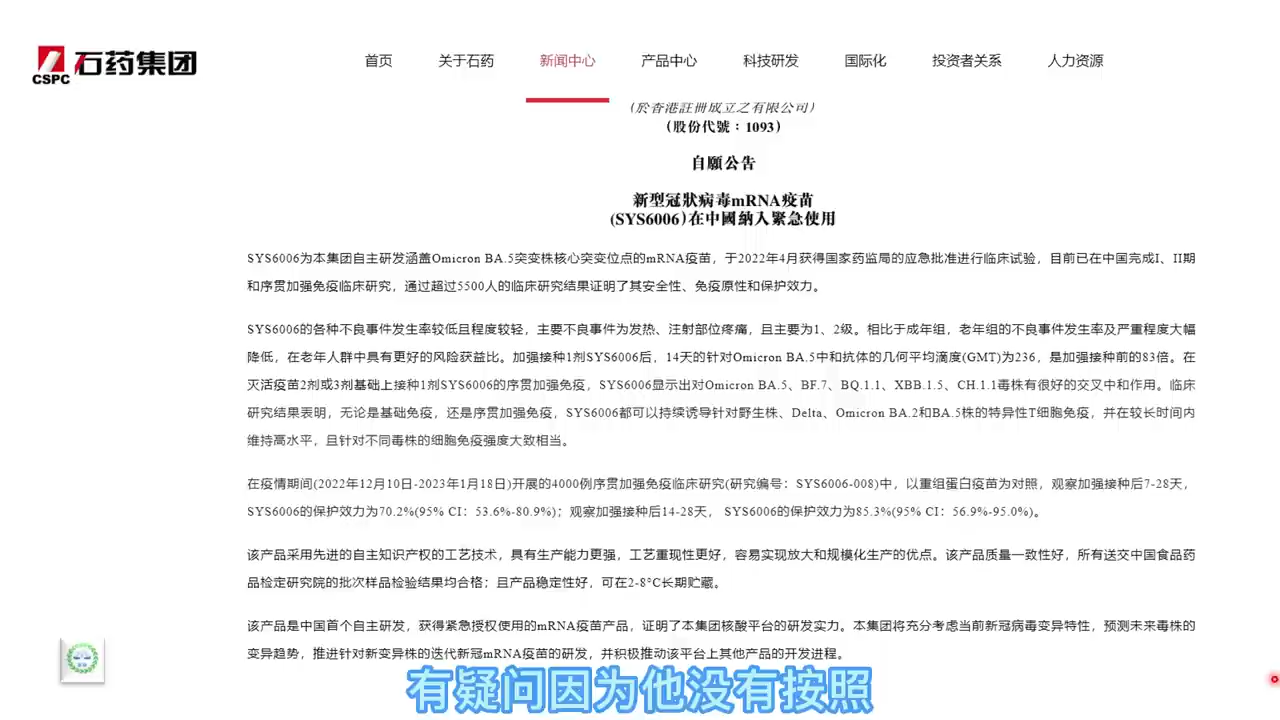 CSPC 石药集团
首页 关于石药 新闻中心 产品中心 科技研发 国际化 投资者关系 人力资源
(於香港註冊成立之有限公司)
(股份代號：1093)
自願公告
新型冠狀病毒mRNA疫苗
(SYS6006)在中國納入緊急使用
SYS6006为本集团自主研发涵盖Omicron BA.5突变株核心突变位点的mRNA疫苗，于2022年4月获得国家药监局的应急批准进行临床试验，目前已在中国完成I、II期
和序贯加强免疫临床研究，通过超过5500人的临床研究结果证明了其安全性、免疫原性和保护效力。
SYS6006的各种不良事件发生率较低且程度较轻，主要不良事件为发热、注射部位疼痛，且主要为1、2级。相比于成年组，老年组的不良事件发生率及严重程度大幅
降低，在老年人群中具有更好的风险获益比。加强接种1剂SYS6006后，14天的针对Omicron BA.5中和抗体的几何平均滴度(GMT)为236，是加强接种前的83倍。在
灭活疫苗2剂或3剂基础上接种1剂SYS6006的序贯加强免疫，SYS6006显示出对Omicron BA.5、BF.7、BQ.1.1、XBB.1.5、CH.1.1毒株有很好的交叉中和作用。临床
研究结果表明，无论是基础免疫，还是序贯加强免疫，SYS6006都可以持续诱导针对野生株、Delta、Omicron BA.2和BA.5株的特异性T细胞免疫，并在较长时间内
维持高水平，且针对不同毒株的细胞免疫强度大致相当。
在疫情期间(2022年12月10日-2023年1月18日)开展的4000例序贯加强免疫临床研究(研究编号：SYS6006-008)中，以重组蛋白疫苗为对照，观察加强接种后7-28天，
SYS6006的保护效力为70.2%(95% CI：53.6%-80.9%)；观察加强接种后14-28天， SYS6006的保护效力为85.3%(95% CI：56.9%-95.0%)。
该产品采用先进的自主知识产权的工艺技术，具有生产能力更强，工艺重现性更好，容易实现放大和规模化生产的优点。该产品质量一致性好，所有送交中国食品药
品检定研究院的批次样品检验结果均合格；且产品稳定性好，可在2-8°C长期贮藏。
该产品是中国首个自主研发，获得紧急授权使用的mRNA疫苗产品，证明了本集团核酸平台的研发实力。本集团将充分考虑当前新冠病毒变异特性，预测未来毒株的
变异趋势，推进针对新变异株的迭代新冠mRNA疫苗的研发，并积极推动该平台上其他产品的开发进程。
有疑问因为他没有按照